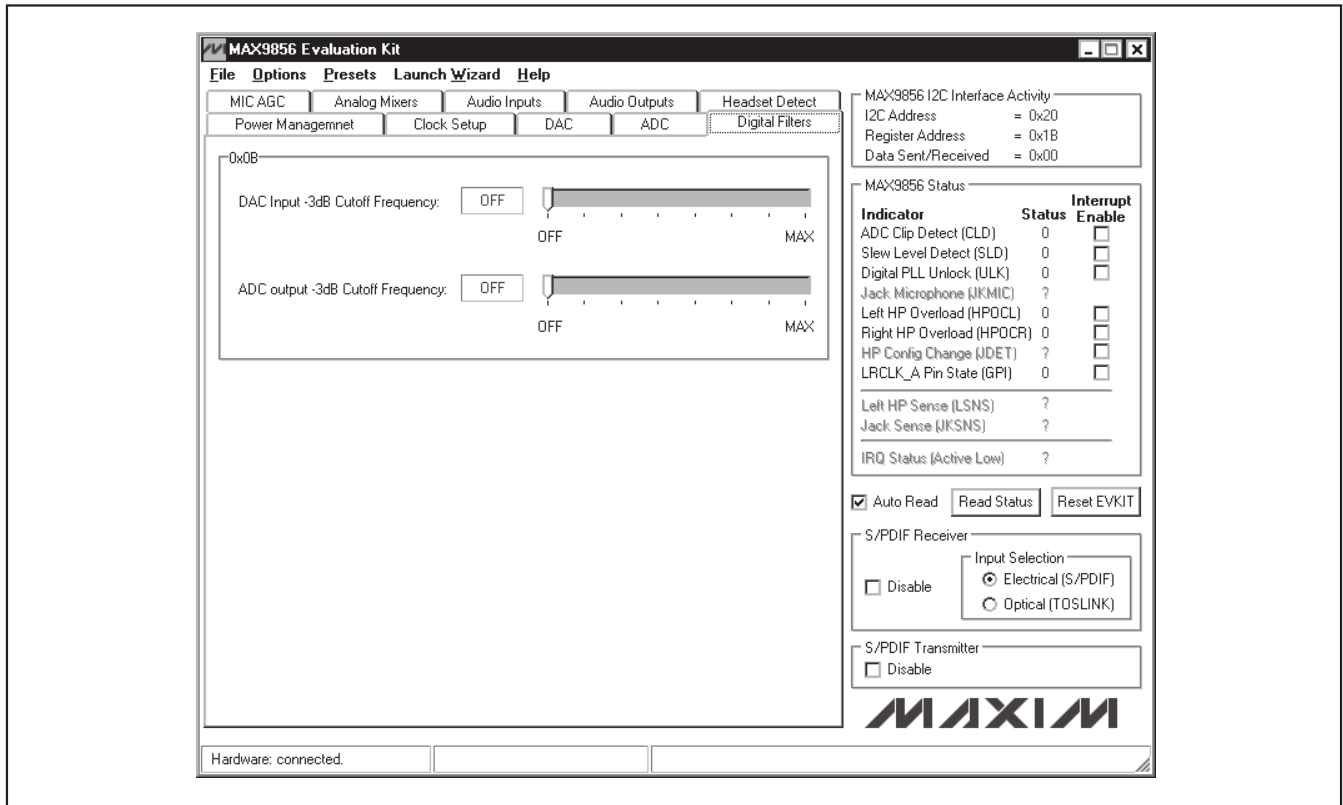 MAX9856 Evaluation Kit
File Options Presets Launch Wizard Help
MIC AGC Analog Mixers Audio Inputs Audio Outputs Headset Detect
Power Managemnet Clock Setup DAC ADC Digital Filters
0x0B
DAC Input -3dB Cutoff Frequency: OFF
OFF MAX
ADC output -3dB Cutoff Frequency: OFF
OFF MAX
MAX9856 I2C Interface Activity
I2C Address = 0x20
Register Address = 0x1B
Data Sent/Received = 0x00
MAX9856 Status
Indicator Status Interrupt Enable
ADC Clip Detect (CLD) 0
Slew Level Detect (SLD) 0
Digital PLL Unlock (ULK) 0
Jack Microphone (JKMIC) ?
Left HP Overload (HPOCL) 0
Right HP Overload (HPOCR) 0
HP Config Change (JDET) ?
LRCLK_A Pin State (GPI) 0
Left HP Sense (LSNS) ?
Jack Sense (JKSNS) ?
IRQ Status (Active Low) ?
Auto Read Read Status Reset EVKIT
S/PDIF Receiver
Input Selection
Disable
Electrical (S/PDIF)
Optical (TOSLINK)
S/PDIF Transmitter
Disable
MAXIM
Hardware: connected.